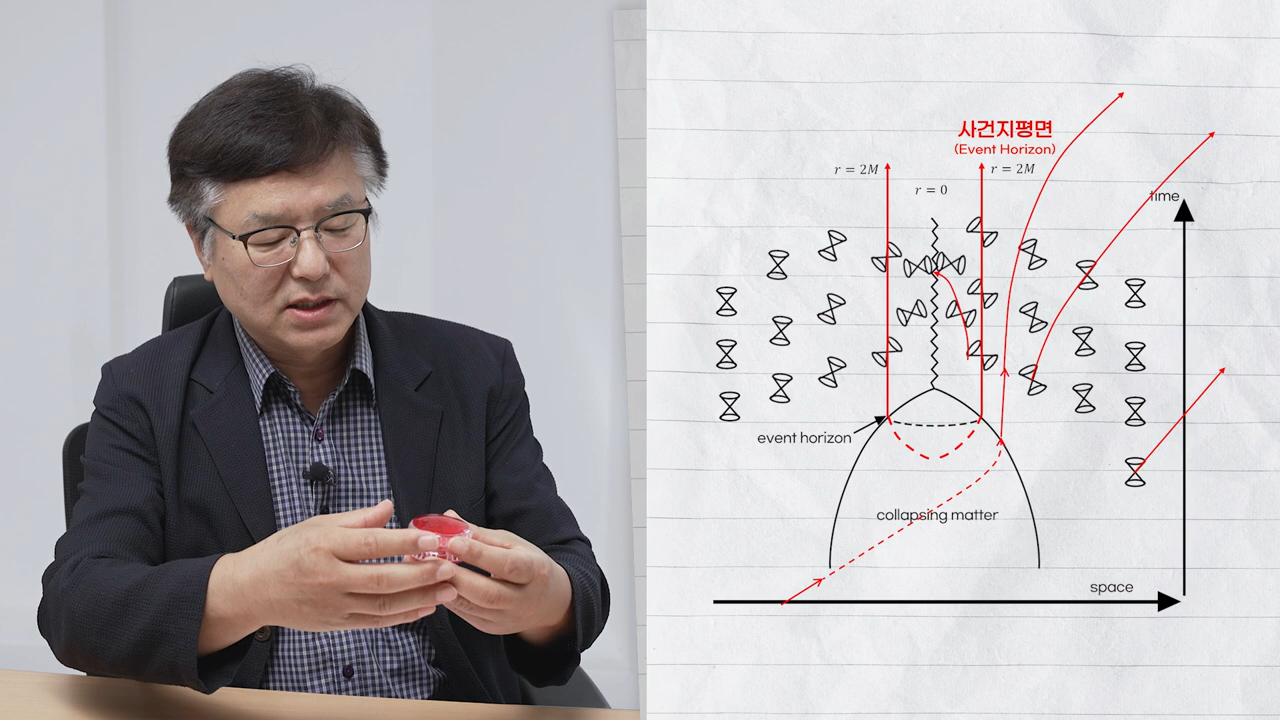 사건지평면
(Event Horizon)
r = 2M
r = 2M
r = 0
time
event horizon
collapsing matter
space